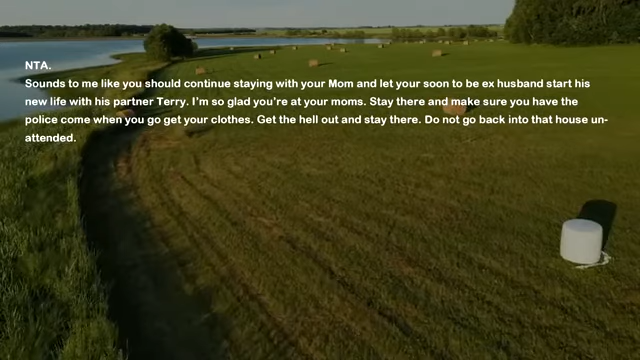 NTA.
Sounds to me like you should continue staying with your Mom and let your soon to be ex husband start his
new life with his partner Terry. I'm so glad you're at your moms. Stay there and make sure you have the
police come when you go get your clothes. Get the hell out and stay there. Do not go back into that house un-
attended.